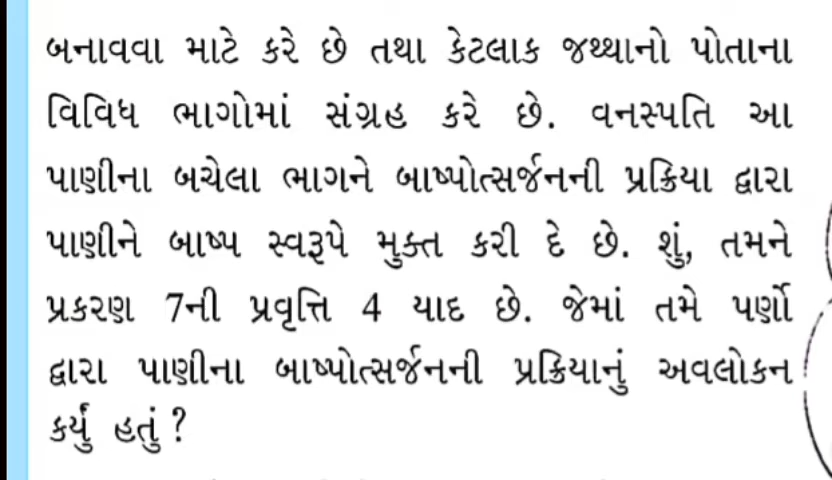 બનાવવા માટે કરે છે તથા કેટલાક જથ્થાનો પોતાના
વિવિધ ભાગોમાં સંગ્રહ કરે છે. વનસ્પતિ આ
પાણીના બચેલા ભાગને બાષ્પોત્સર્જનની પ્રક્રિયા દ્વારા
પાણીને બાષ્પ સ્વરૂપે મુક્ત કરી દે છે. શું, તમને
પ્રકરણ 7ની પ્રવૃત્તિ 4 યાદ છે. જેમાં તમે પર્ણો
દ્વારા પાણીના બાષ્પોત્સર્જનની પ્રક્રિયાનું અવલોકન
કર્યું હતું ?